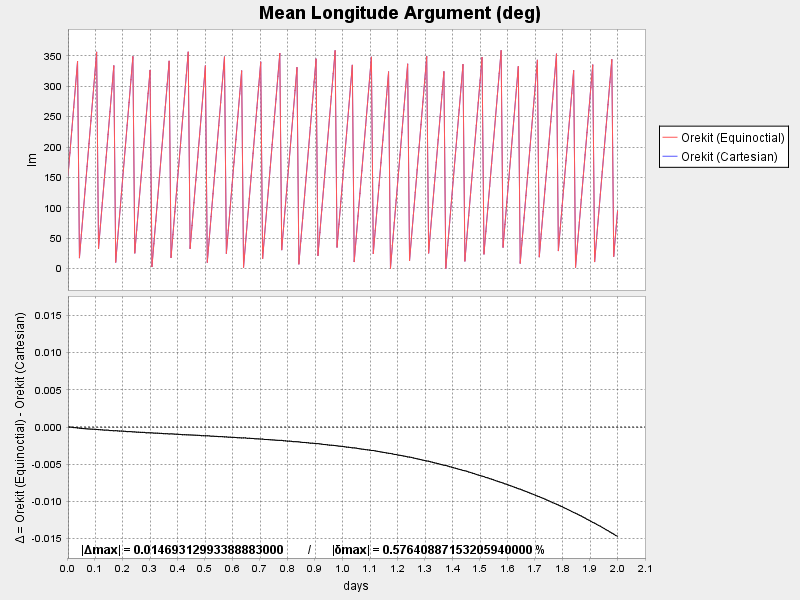 Mean Longitude Argument (deg)
350
300
250
200
150
100
50
0
lm
Orekit (Equinoctial)
Orekit (Cartesian)
0.015
0.010
0.005
0.000
-0.005
-0.010
-0.015
Δ = Orekit (Equinoctial) - Orekit (Cartesian)
|Δmax| = 0.01469312993388883000 / |δmax| = 0.57640887153205940000 %
0.0 0.1 0.2 0.3 0.4 0.5 0.6 0.7 0.8 0.9 1.0 1.1 1.2 1.3 1.4 1.5 1.6 1.7 1.8 1.9 2.0 2.1
days